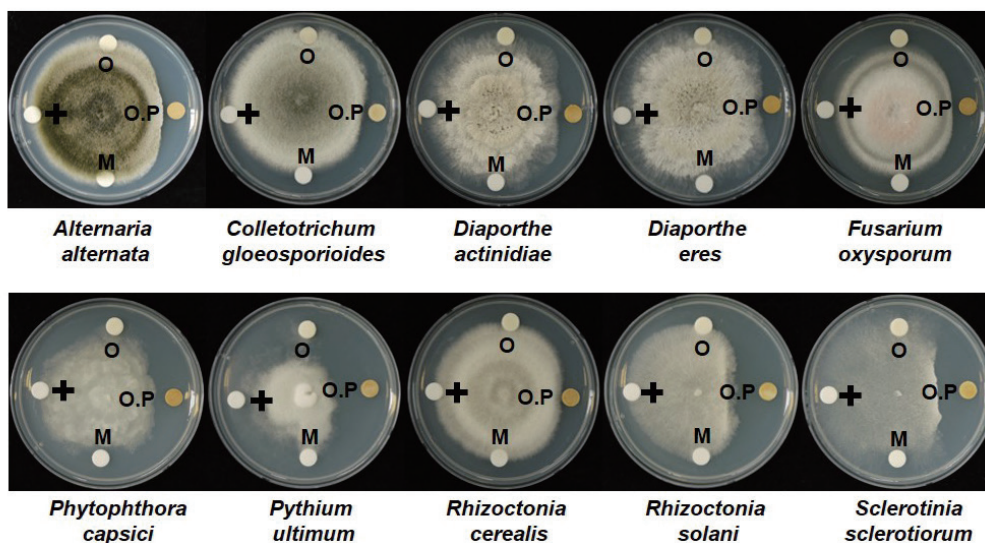 O
+ O.P
M
O
+ O.P
M
O
+ O.P
M
O
+ O.P
M
O
+ O.P
M
Alternaria
alternata
Colletotrichum
gloeosporioides
Diaporthe
actinidiae
Diaporthe
eres
Fusarium
oxysporum
O
+ O.P
M
O
+ O.P
M
O
+ O.P
M
O
+ O.P
M
O
+ O.P
M
Phytophthora
capsici
Pythium
ultimum
Rhizoctonia
cerealis
Rhizoctonia
solani
Sclerotinia
sclerotiorum